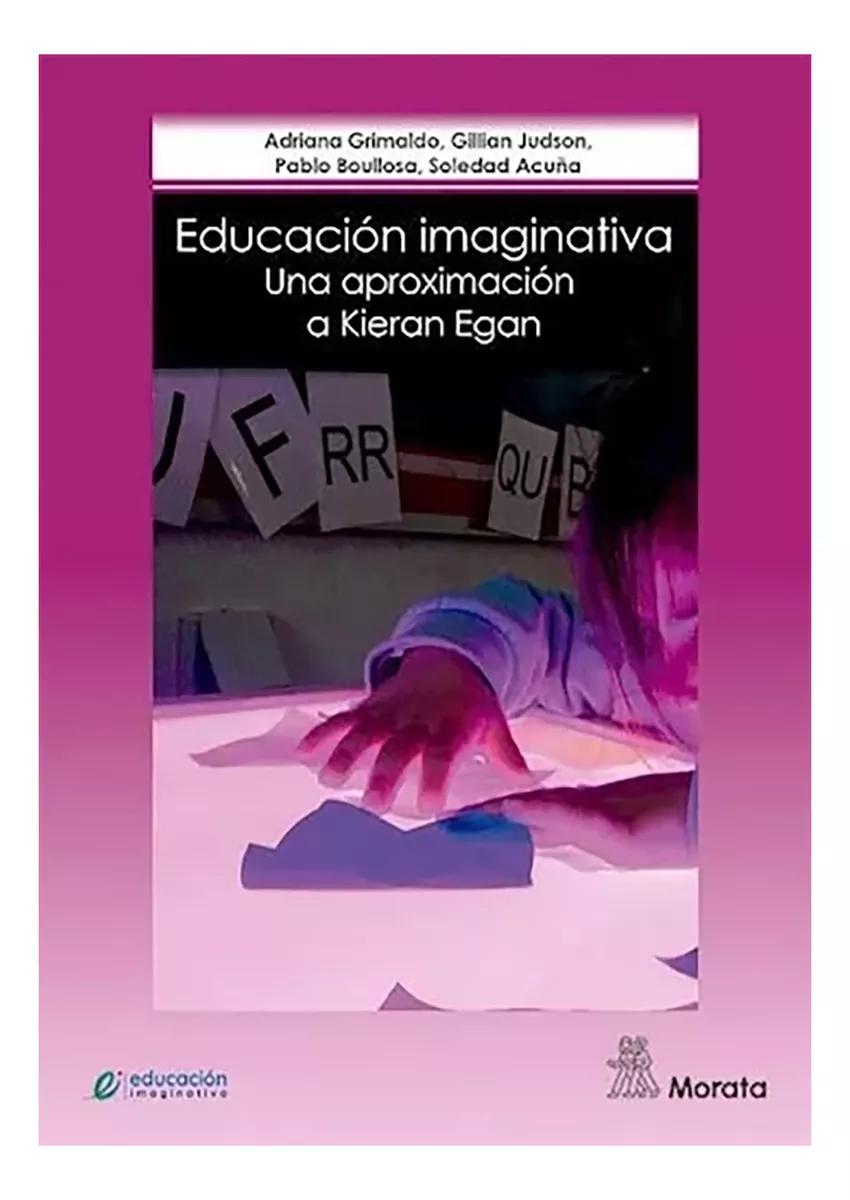 Adriana Grimaldo, Gillian Judson,
Pablo Boullosa, Soledad Acuña
Educación imaginativa
Una aproximación
a Kieran Egan
F RR QU B
educación
imaginativa
Morata